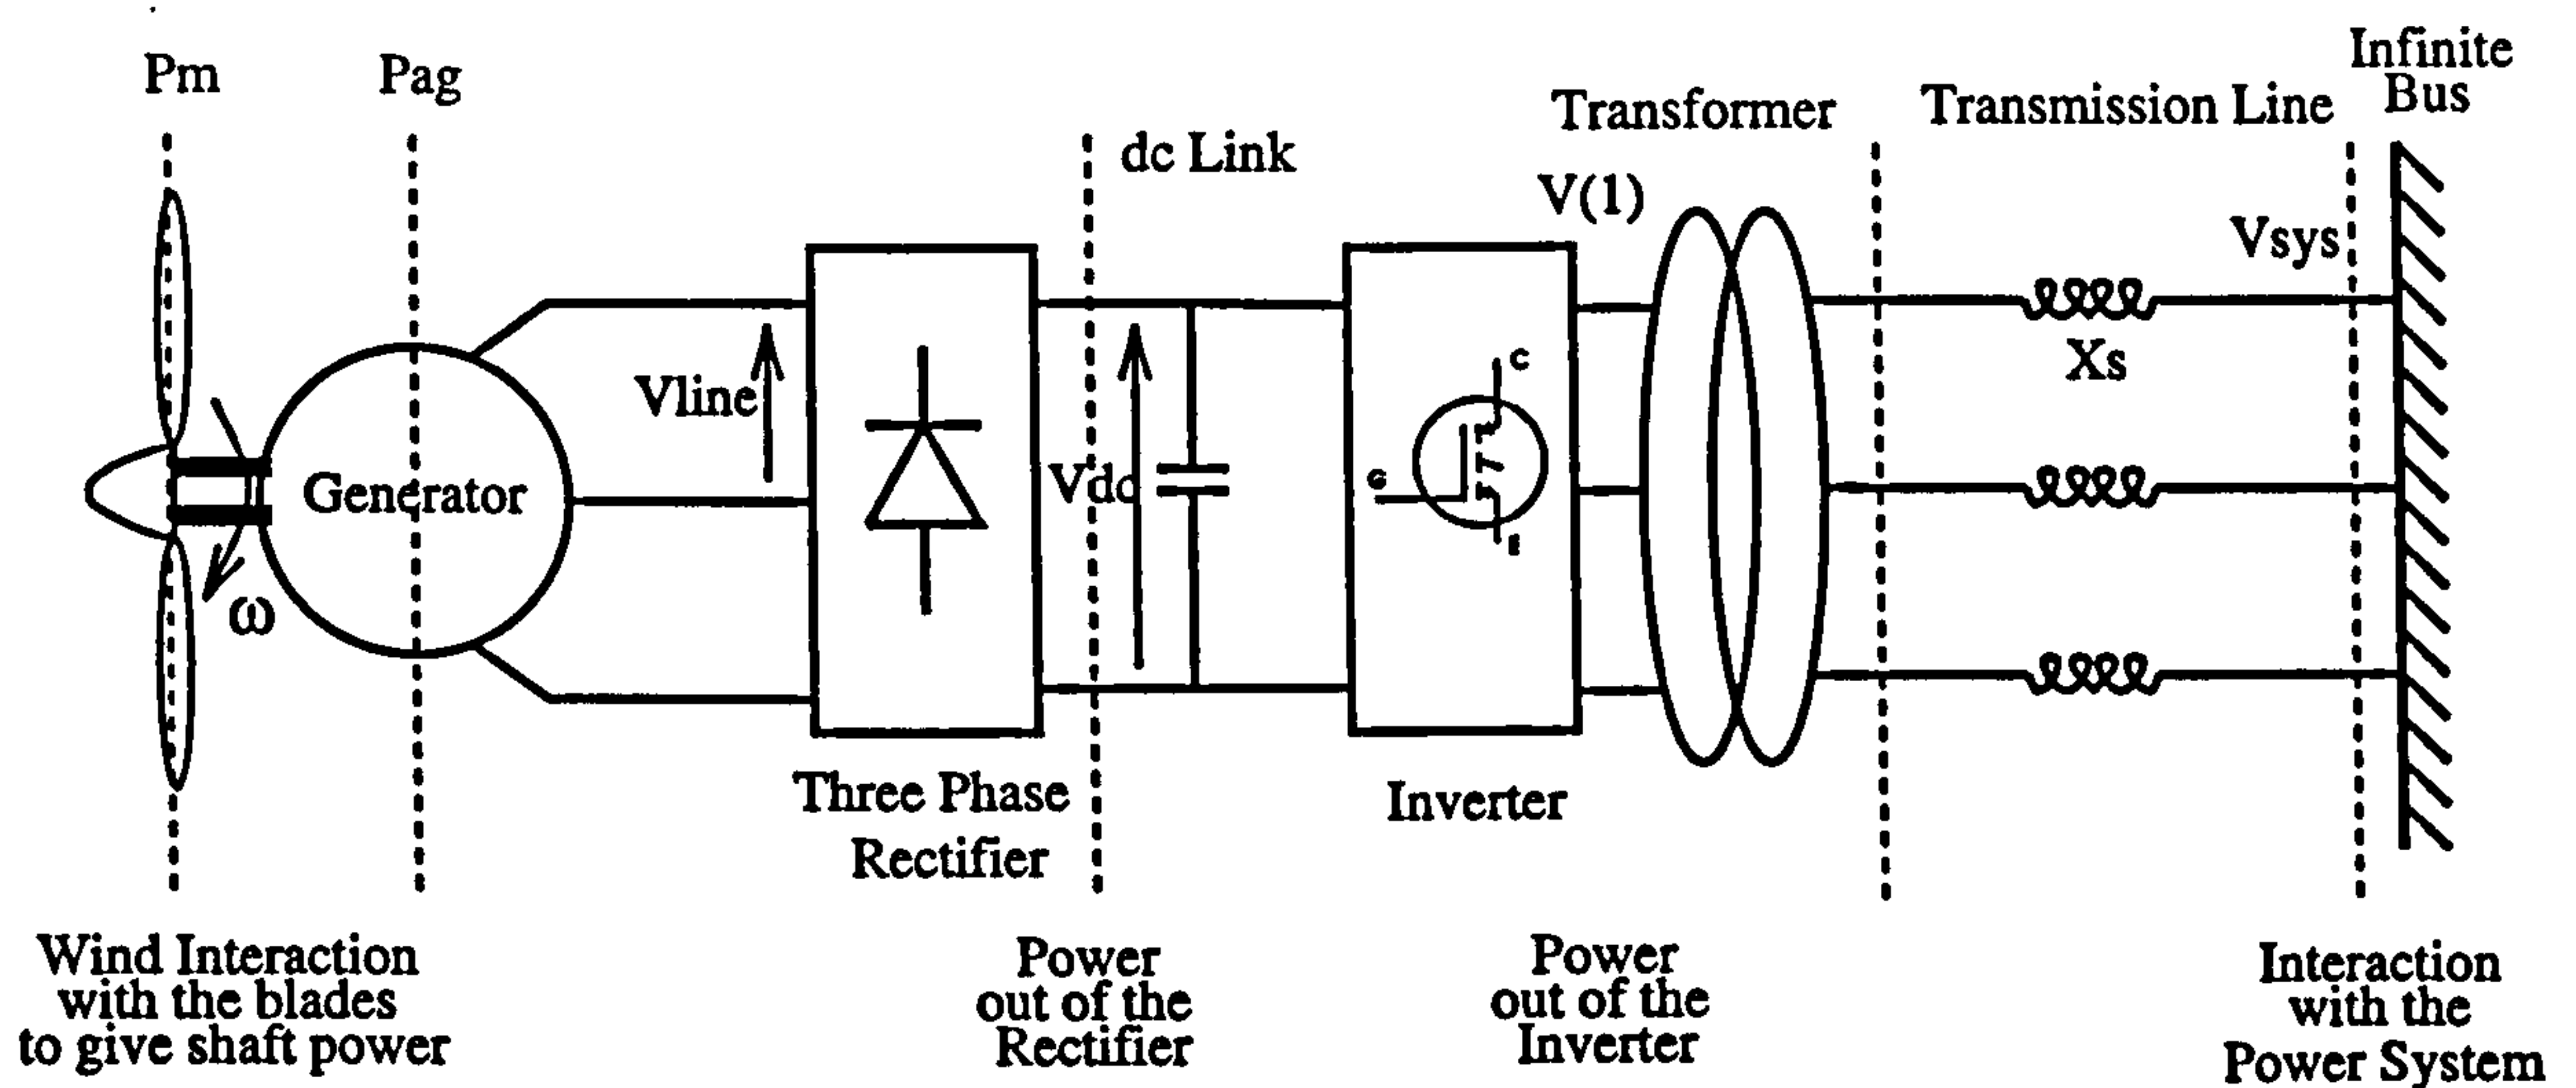 Pm
Pag
dc Link
Transformer
V(1)
Transmission Line
Infinite
Bus
Vsys
Vline
Vdc
C
G
E
Xs
Generator
ω
Three Phase
Rectifier
Inverter
Wind Interaction
with the blades
to give shaft power
Power
out of the
Rectifier
Power
out of the
Inverter
Interaction
with the
Power System